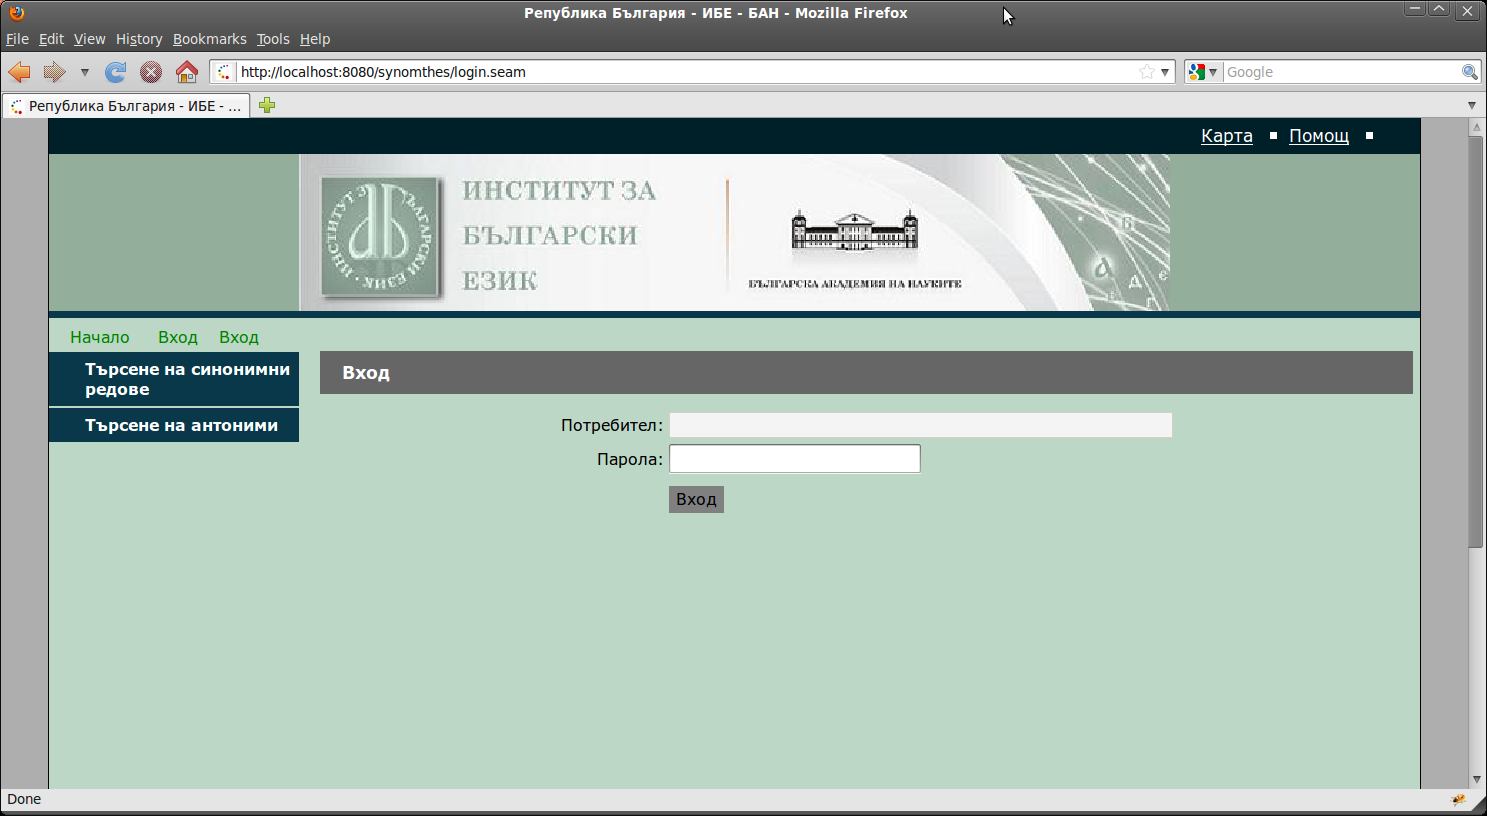 Република България - ИБЕ - БАН - Mozilla Firefox
File Edit View History Bookmarks Tools Help
http://localhost:8080/synomthes/login.seam
Google
Република България - ИБЕ - ...
Карта Помощ
ИНСТИТУТ ЗА БЪЛГАРСКИ ЕЗИК
ИНСТИТУТ ЗА
БЪЛГАРСКИ
ЕЗИК
БЪЛГАРСКА АКАДЕМИЯ НА НАУКИТЕ
Начало Вход Вход
Търсене на синонимни
редове
Търсене на антоними
Вход
Потребител:
Парола:
Вход
Done